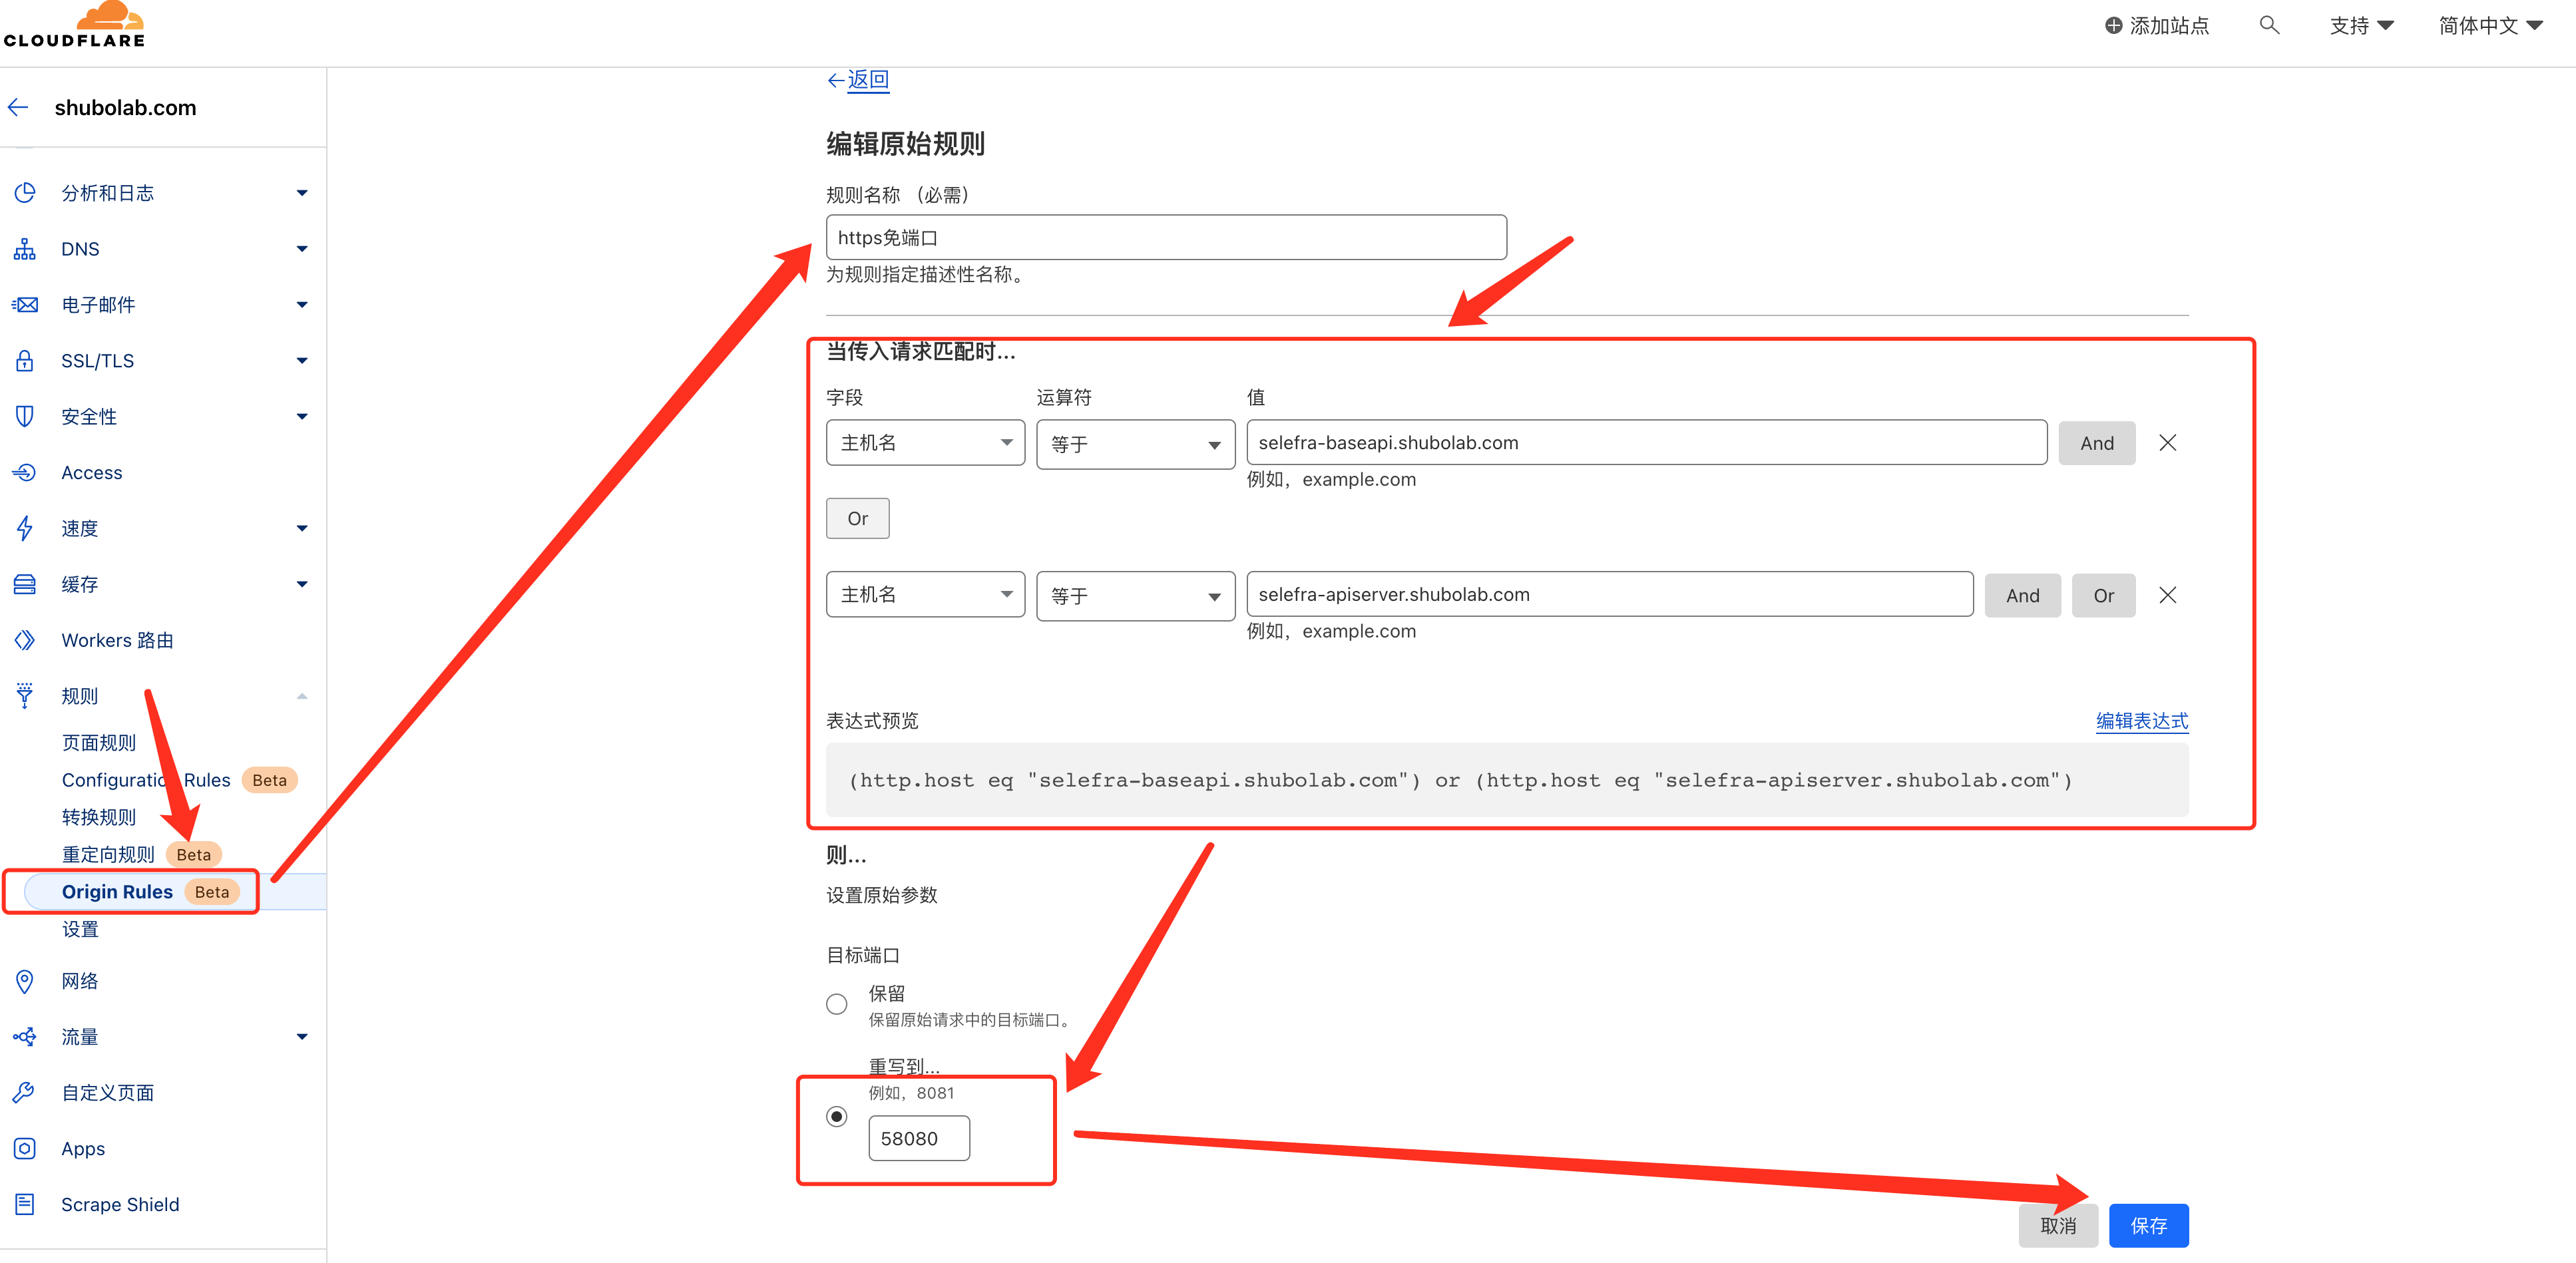 CLOUDFLARE
添加站点
支持
简体中文
shubolab.com
分析和日志
DNS
电子邮件
SSL/TLS
安全性
Access
速度
缓存
Workers 路由
规则
页面规则
Configuration Rules Beta
转换规则
重定向规则 Beta
Origin Rules Beta
设置
网络
流量
自定义页面
Apps
Scrape Shield
←返回
编辑原始规则
规则名称 （必需）
https免端口
为规则指定描述性名称。
当传入请求匹配时...
字段 运算符 值
主机名 等于 selefra-baseapi.shubolab.com And
例如，example.com
Or
主机名 等于 selefra-apiserver.shubolab.com And Or
例如，example.com
表达式预览 编辑表达式
(http.host eq "selefra-baseapi.shubolab.com") or (http.host eq "selefra-apiserver.shubolab.com")
则...
设置原始参数
目标端口
保留
保留原始请求中的目标端口。
重写到...
例如，8081
58080
取消 保存